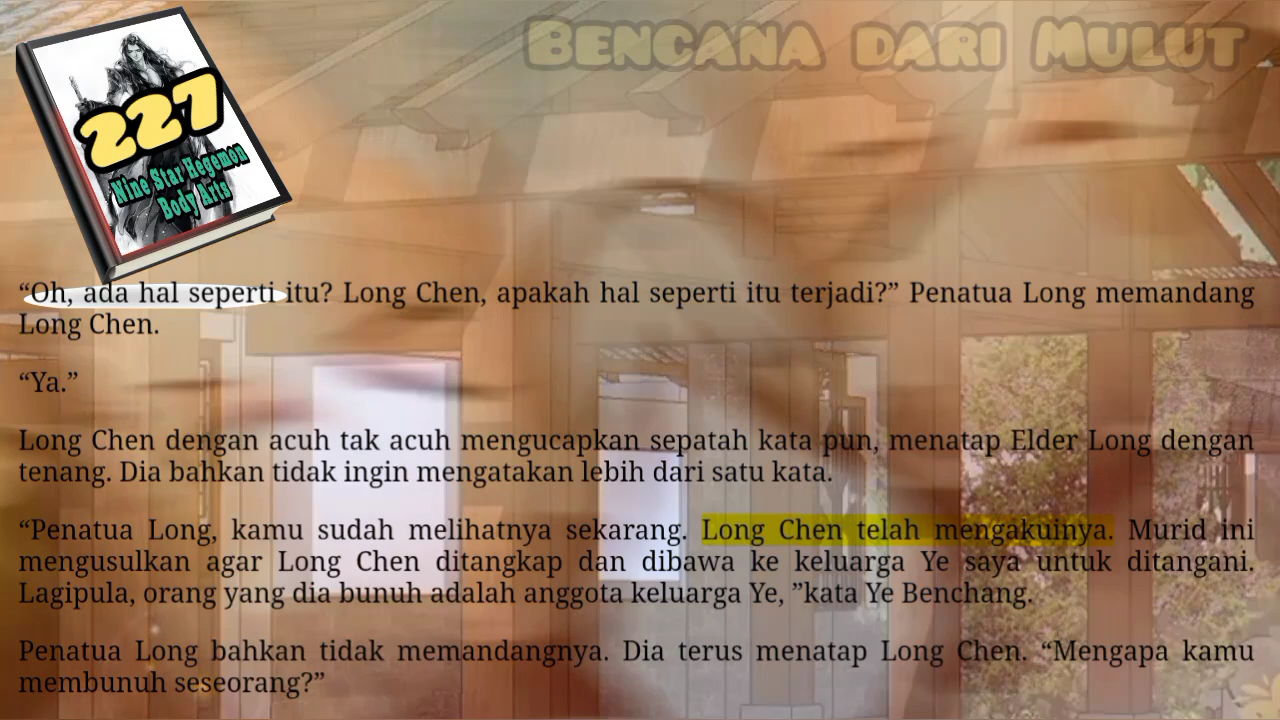 Bencana dari Mulut
227
Nine Star Hegemon
Body Arts
“Oh, ada hal seperti itu? Long Chen, apakah hal seperti itu terjadi?” Penatua Long memandang
Long Chen.
“Ya.”
Long Chen dengan acuh tak acuh mengucapkan sepatah kata pun, menatap Elder Long dengan
tenang. Dia bahkan tidak ingin mengatakan lebih dari satu kata.
“Penatua Long, kamu sudah melihatnya sekarang. Long Chen telah mengakuinya. Murid ini
mengusulkan agar Long Chen ditangkap dan dibawa ke keluarga Ye saya untuk ditangani.
Lagipula, orang yang dia bunuh adalah anggota keluarga Ye, ”kata Ye Benchang.
Penatua Long bahkan tidak memandangnya. Dia terus menatap Long Chen. “Mengapa kamu
membunuh seseorang?”